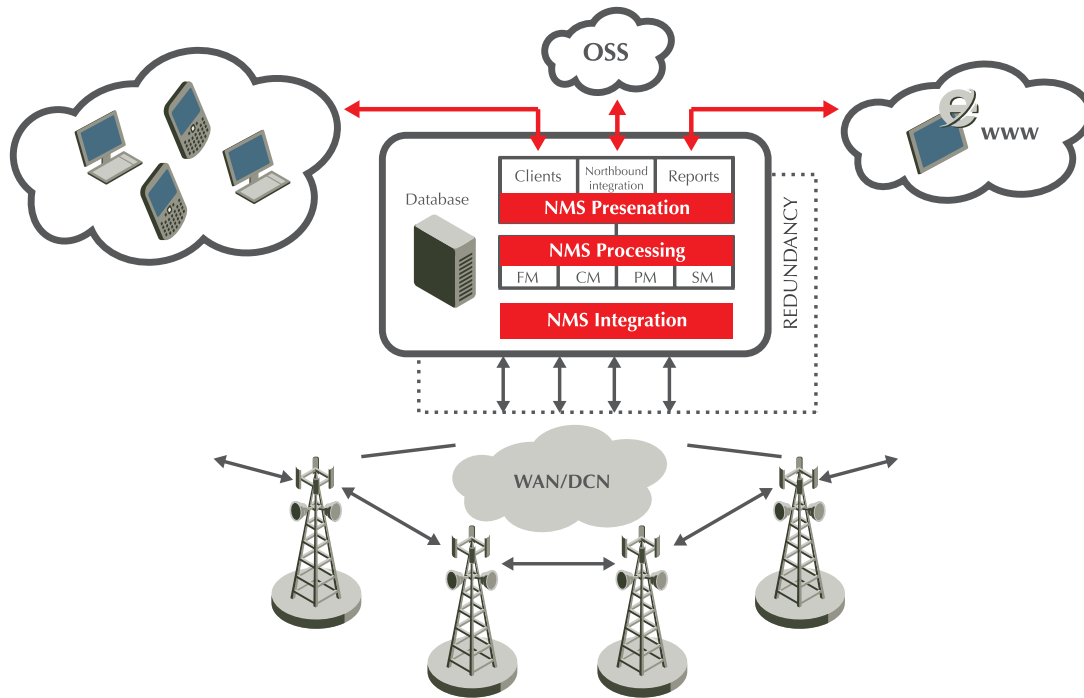 OSS
www
Clients
Northbound
integration
Reports
Database
NMS Presenation
NMS Processing
FM
CM
PM
SM
NMS Integration
REDUNDANCY
WAN/DCN